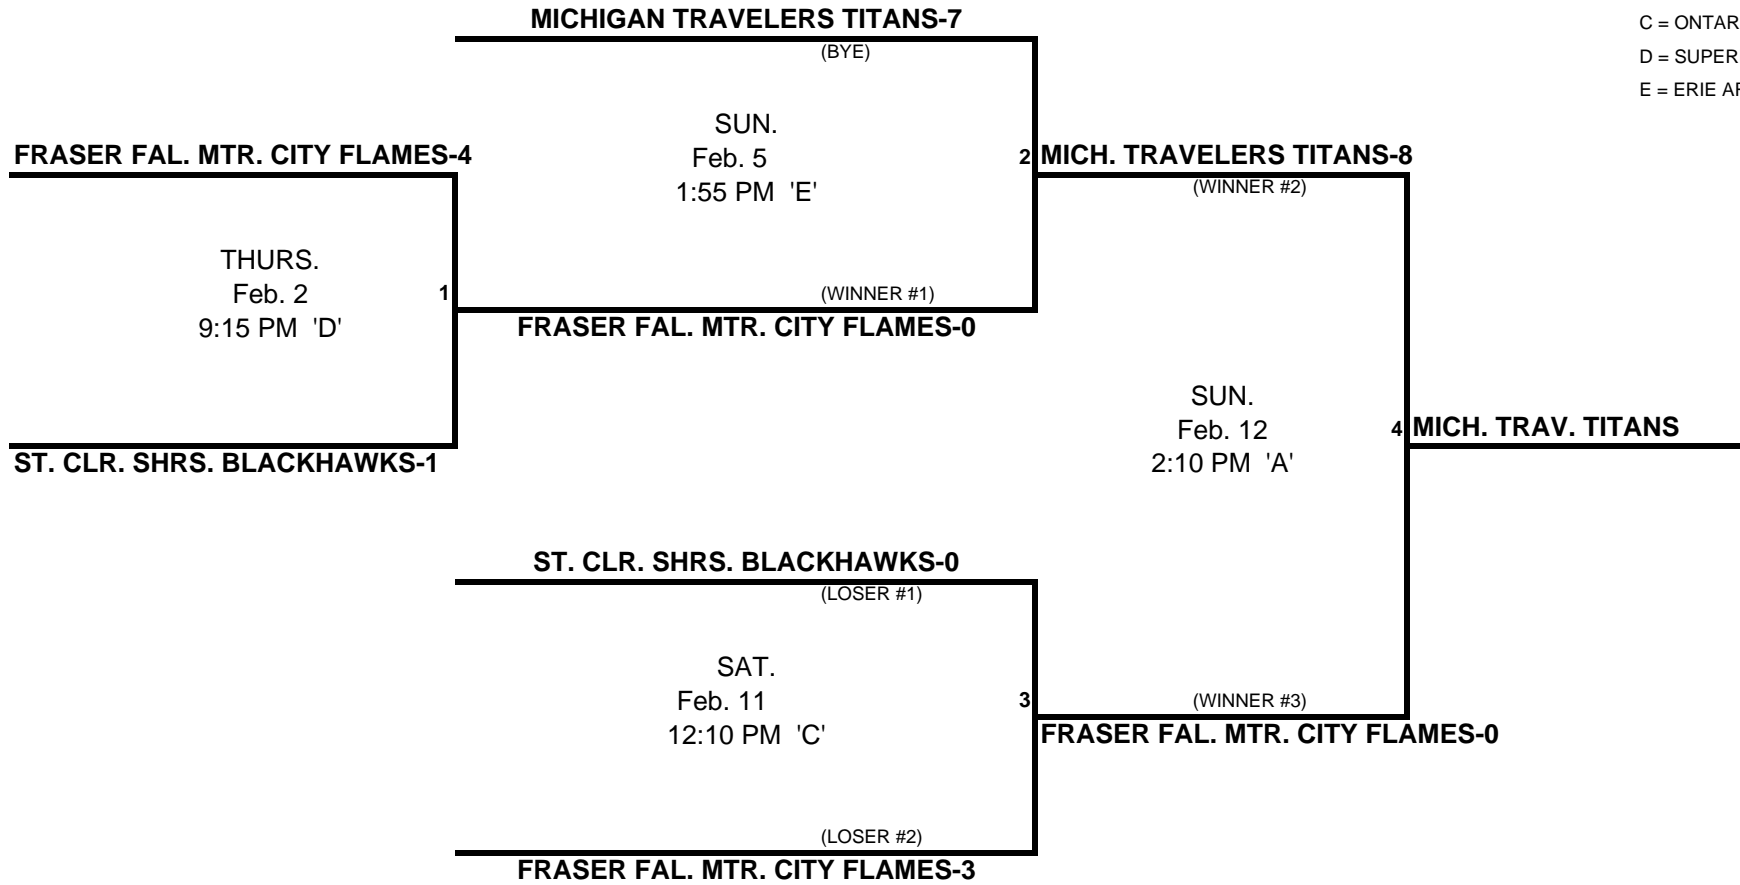 MICHIGAN TRAVELERS TITANS-7
(BYE)
C = ONTAR
D = SUPER
E = ERIE
SUN.
Feb. 5
1:55 PM 'E'
FRASER FAL. MTR. CITY FLAMES-4
2 MICH. TRAVELERS TITANS-8
(WINNER #2)
THURS.
Feb. 2
9:15 PM 'D'
1
(WINNER #1)
FRASER FAL. MTR. CITY FLAMES-0
SUN.
Feb. 12
2:10 PM 'A'
4 MICH. TRAV. TITANS
ST. CLR. SHRS. BLACKHAWKS-1
ST. CLR. SHRS. BLACKHAWKS-0
(LOSER #1)
SAT.
Feb. 11
12:10 PM 'C'
3
(WINNER #3)
FRASER FAL. MTR. CITY FLAMES-0
(LOSER #2)
FRASER FAL. MTR. CITY FLAMES-3